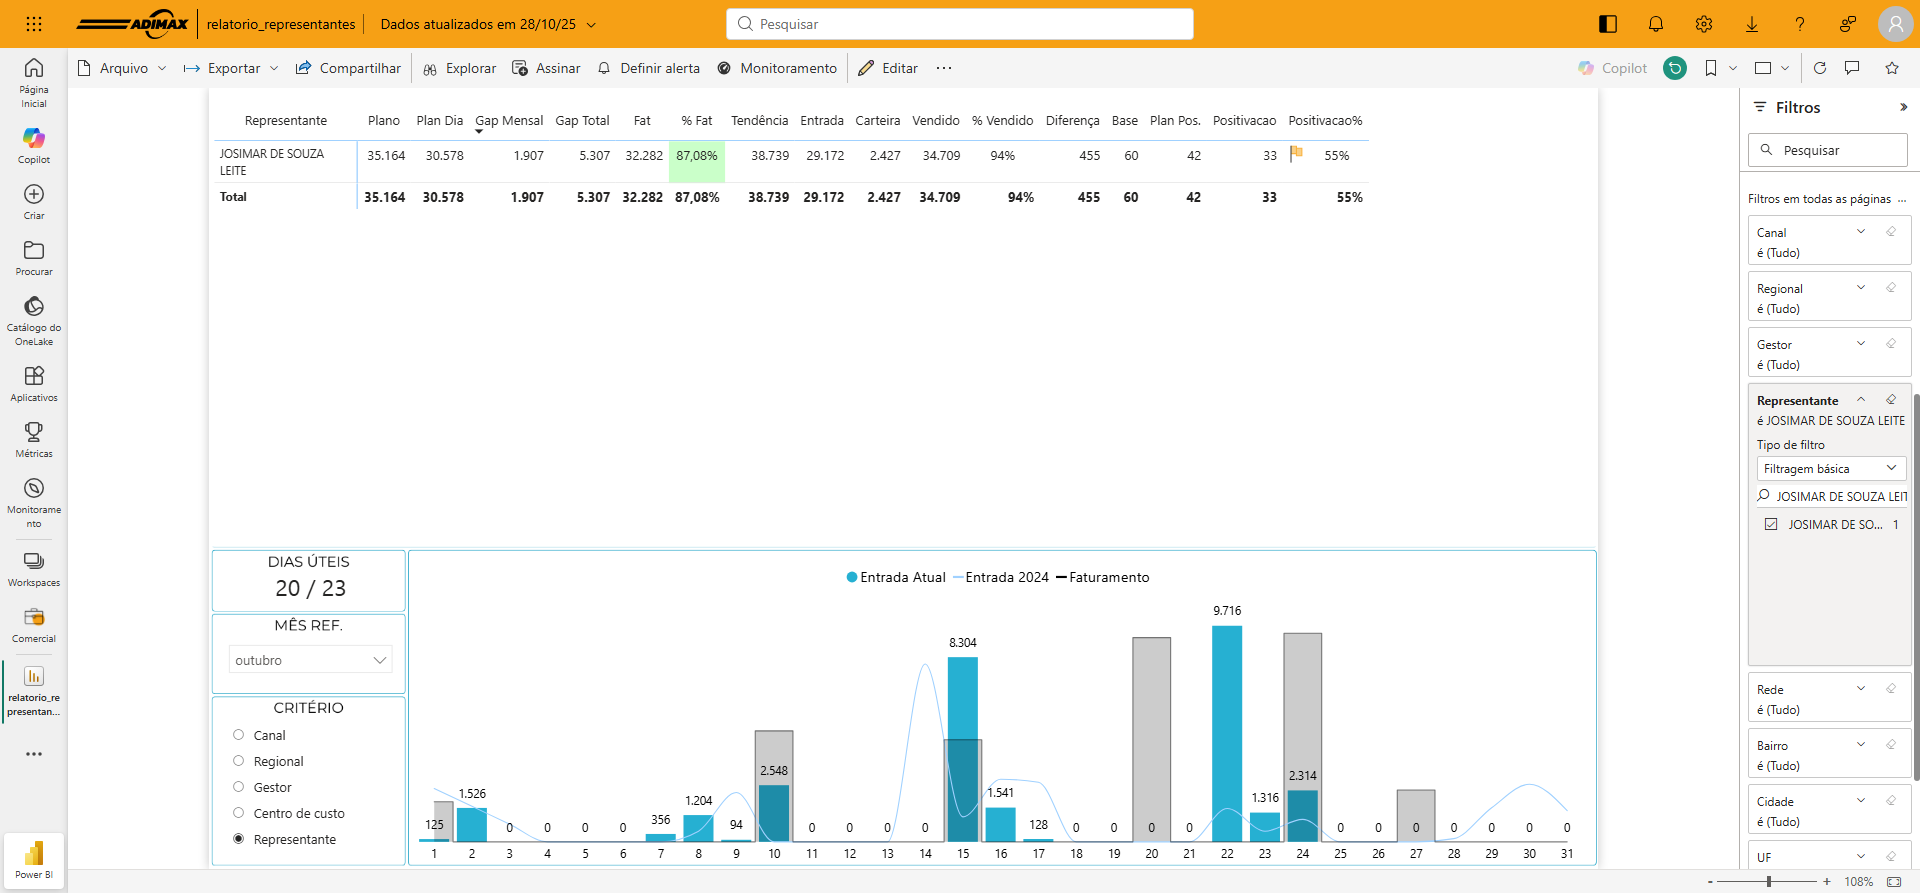 ADIMAX
relatorio_representantes
Dados atualizados em 28/10/25
Pesquisar
Arquivo
Exportar
Compartilhar
Explorar
Assinar
Definir alerta
Monitoramento
Editar
...
Copilot
Página
Inicial
Copilot
Criar
Procurar
Catálogo do
OneLake
Aplicativos
Métricas
Monitorame
nto
Workspaces
Comercial
relatorio_re
presentan...
Power BI
Representante Plano Plan Dia Gap Mensal Gap Total Fat % Fat Tendência Entrada Carteira Vendido % Vendido Diferença Base Plan Pos. Positivacao Positivacao%
JOSIMAR DE SOUZA
LEITE
35.164 30.578 1.907 5.307 32.282 87,08% 38.739 29.172 2.427 34.709 94% 455 60 42 33 55%
Total 35.164 30.578 1.907 5.307 32.282 87,08% 38.739 29.172 2.427 34.709 94% 455 60 42 33 55%
DIAS ÚTEIS
20 / 23
MÊS REF.
outubro
CRITÉRIO
Canal
Regional
Gestor
Centro de custo
Representante
Entrada Atual Entrada 2024 Faturamento
125 1.526 0 0 0 0 356 1.204 94 2.548 0 0 0 0 8.304 1.541 128 0 0 0 0 9.716 1.316 2.314 0 0 0 0 0 0 0
1 2 3 4 5 6 7 8 9 10 11 12 13 14 15 16 17 18 19 20 21 22 23 24 25 26 27 28 29 30 31
Filtros
Pesquisar
Filtros em todas as páginas ...
Canal
é (Tudo)
Regional
é (Tudo)
Gestor
é (Tudo)
Representante
é JOSIMAR DE SOUZA LEITE
Tipo de filtro
Filtragem básica
JOSIMAR DE SOUZA LEIT
JOSIMAR DE SO... 1
Rede
é (Tudo)
Bairro
é (Tudo)
Cidade
é (Tudo)
UF
- + 108%